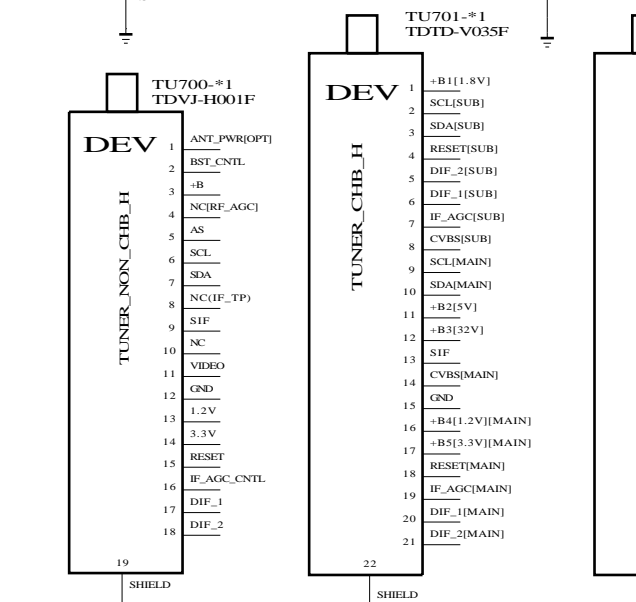 TU700-*1
TDVJ-H001F
DEV
TUNER_NON_CHB_H
1 ANT_PWR[OPT]
2 BST_CNTL
3 +B
4 NC[RF_AGC]
5 AS
6 SCL
7 SDA
8 NC(IF_TP)
9 SIF
10 NC
11 VIDEO
12 GND
13 1.2V
14 3.3V
15 RESET
16 IF_AGC_CNTL
17 DIF_1
18 DIF_2
19
SHIELD
TU701-*1
TDTD-V035F
DEV
TUNER_CHB_H
1 +B1[1.8V]
2 SCL[SUB]
3 SDA[SUB]
4 RESET[SUB]
5 DIF_2[SUB]
6 DIF_1[SUB]
7 IF_AGC[SUB]
8 CVBS[SUB]
9 SCL[MAIN]
10 SDA[MAIN]
11 +B2[5V]
12 +B3[32V]
13 SIF
14 CVBS[MAIN]
15 GND
16 +B4[1.2V][MAIN]
17 +B5[3.3V][MAIN]
18 RESET[MAIN]
19 IF_AGC[MAIN]
20 DIF_1[MAIN]
21 DIF_2[MAIN]
22
SHIELD